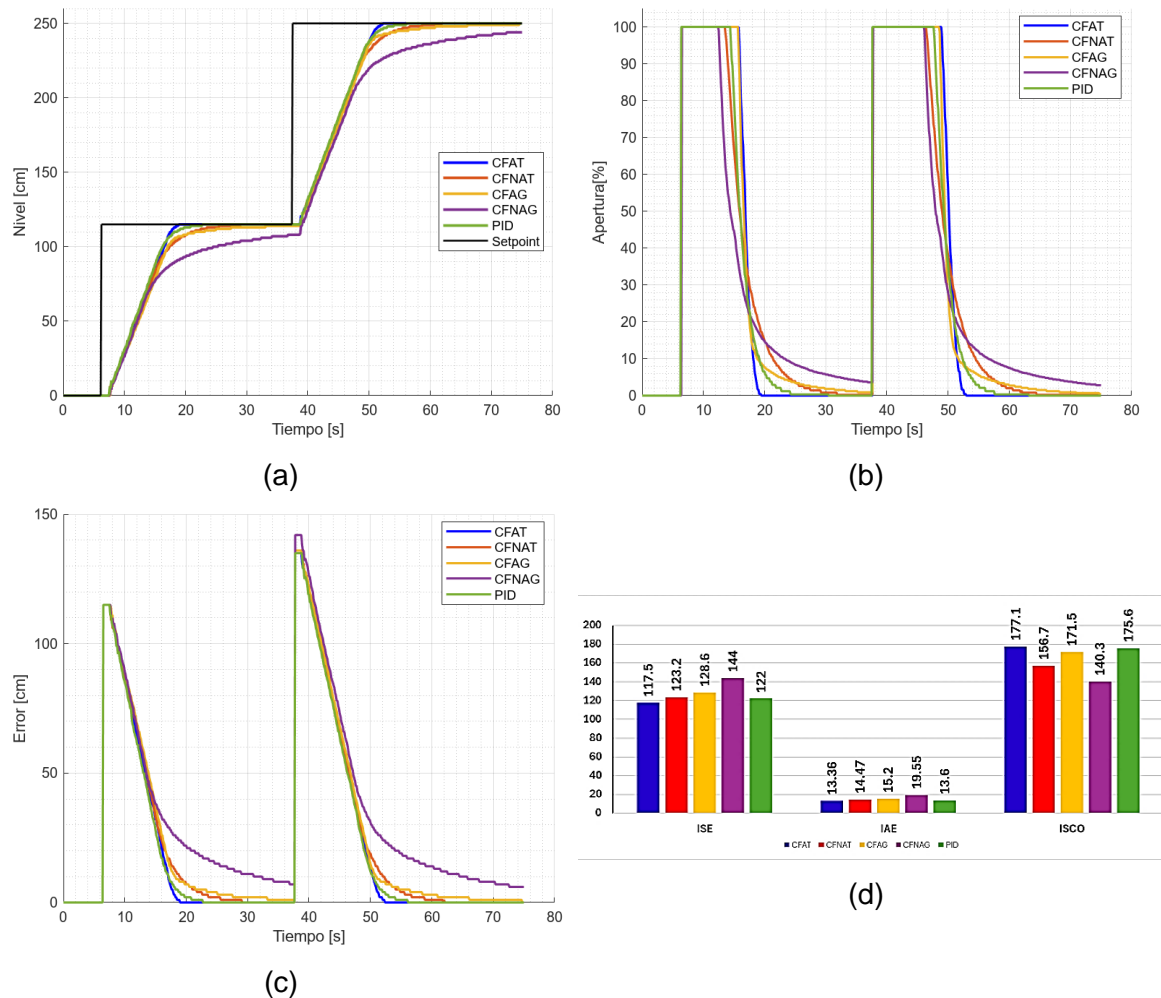 250
200
150
100
50
0
Nivel [cm]
CFAT
CFNAT
CFAG
CFNAG
PID
Setpoint
0 10 20 30 40 50 60 70 80
Tiempo [s]
(a)
100
90
80
70
60
50
40
30
20
10
0
Apertura[%]
CFAT
CFNAT
CFAG
CFNAG
PID
0 10 20 30 40 50 60 70 80
Tiempo [s]
(b)
150
100
50
0
Error [cm]
CFAT
CFNAT
CFAG
CFNAG
PID
0 10 20 30 40 50 60 70 80
Tiempo [s]
(c)
200
180
160
140
120
100
80
60
40
20
0
117.5 123.2 128.6 144 122
13.36 14.47 15.2 19.55 13.6
177.1 156.7 171.5 140.3 175.6
ISE IAE ISCO
CFAT CFNAT CFAG CFNAG PID
(d)